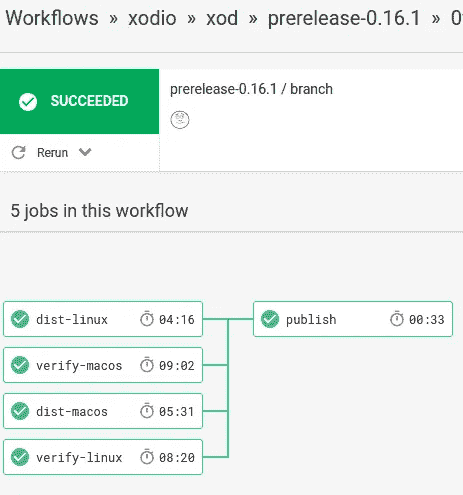 Workflows » xodio » xod » prerelease-0.16.1 » 0
SUCCEEDED
prerelease-0.16.1 / branch
Rerun
5 jobs in this workflow
dist-linux 04:16
publish 00:33
verify-macos 09:02
dist-macos 05:31
verify-linux 08:20